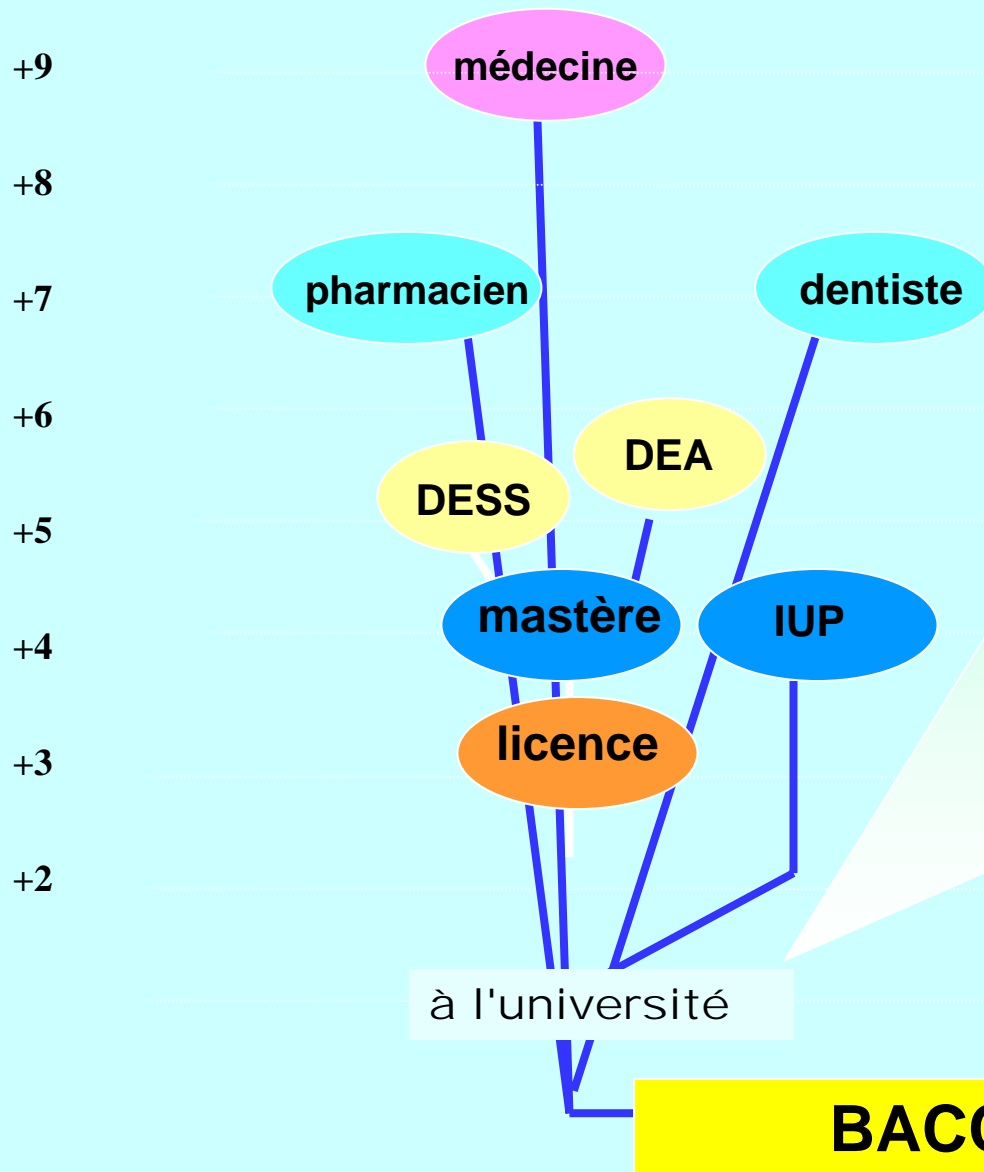 +9
médecine
+8
+7
pharmacien
dentiste
+6
DEA
DESS
+5
mastère
IUP
+4
licence
+3
+2
à l'université